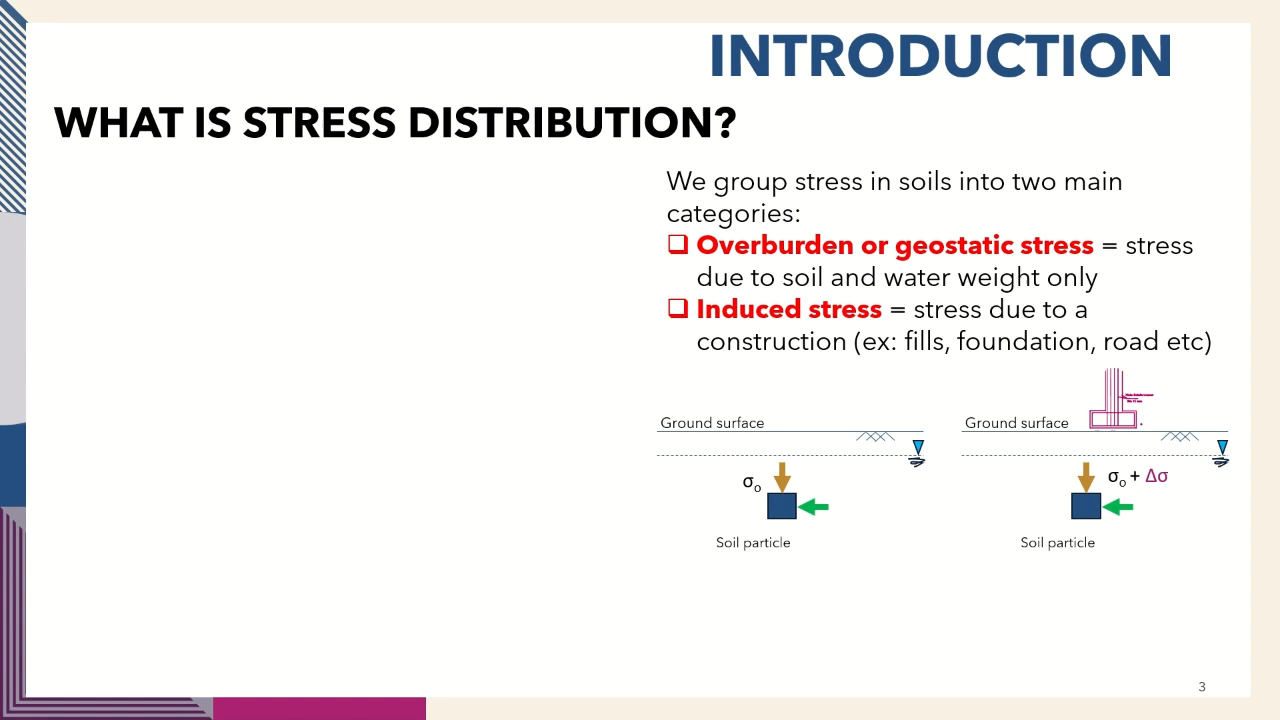 INTRODUCTION
WHAT IS STRESS DISTRIBUTION?
We group stress in soils into two main
categories:
❑ Overburden or geostatic stress = stress
due to soil and water weight only
❑ Induced stress = stress due to a
construction (ex: fills, foundation, road etc)
Ground surface
σo
Soil particle
Ground surface
σo + Δσ
Soil particle
3